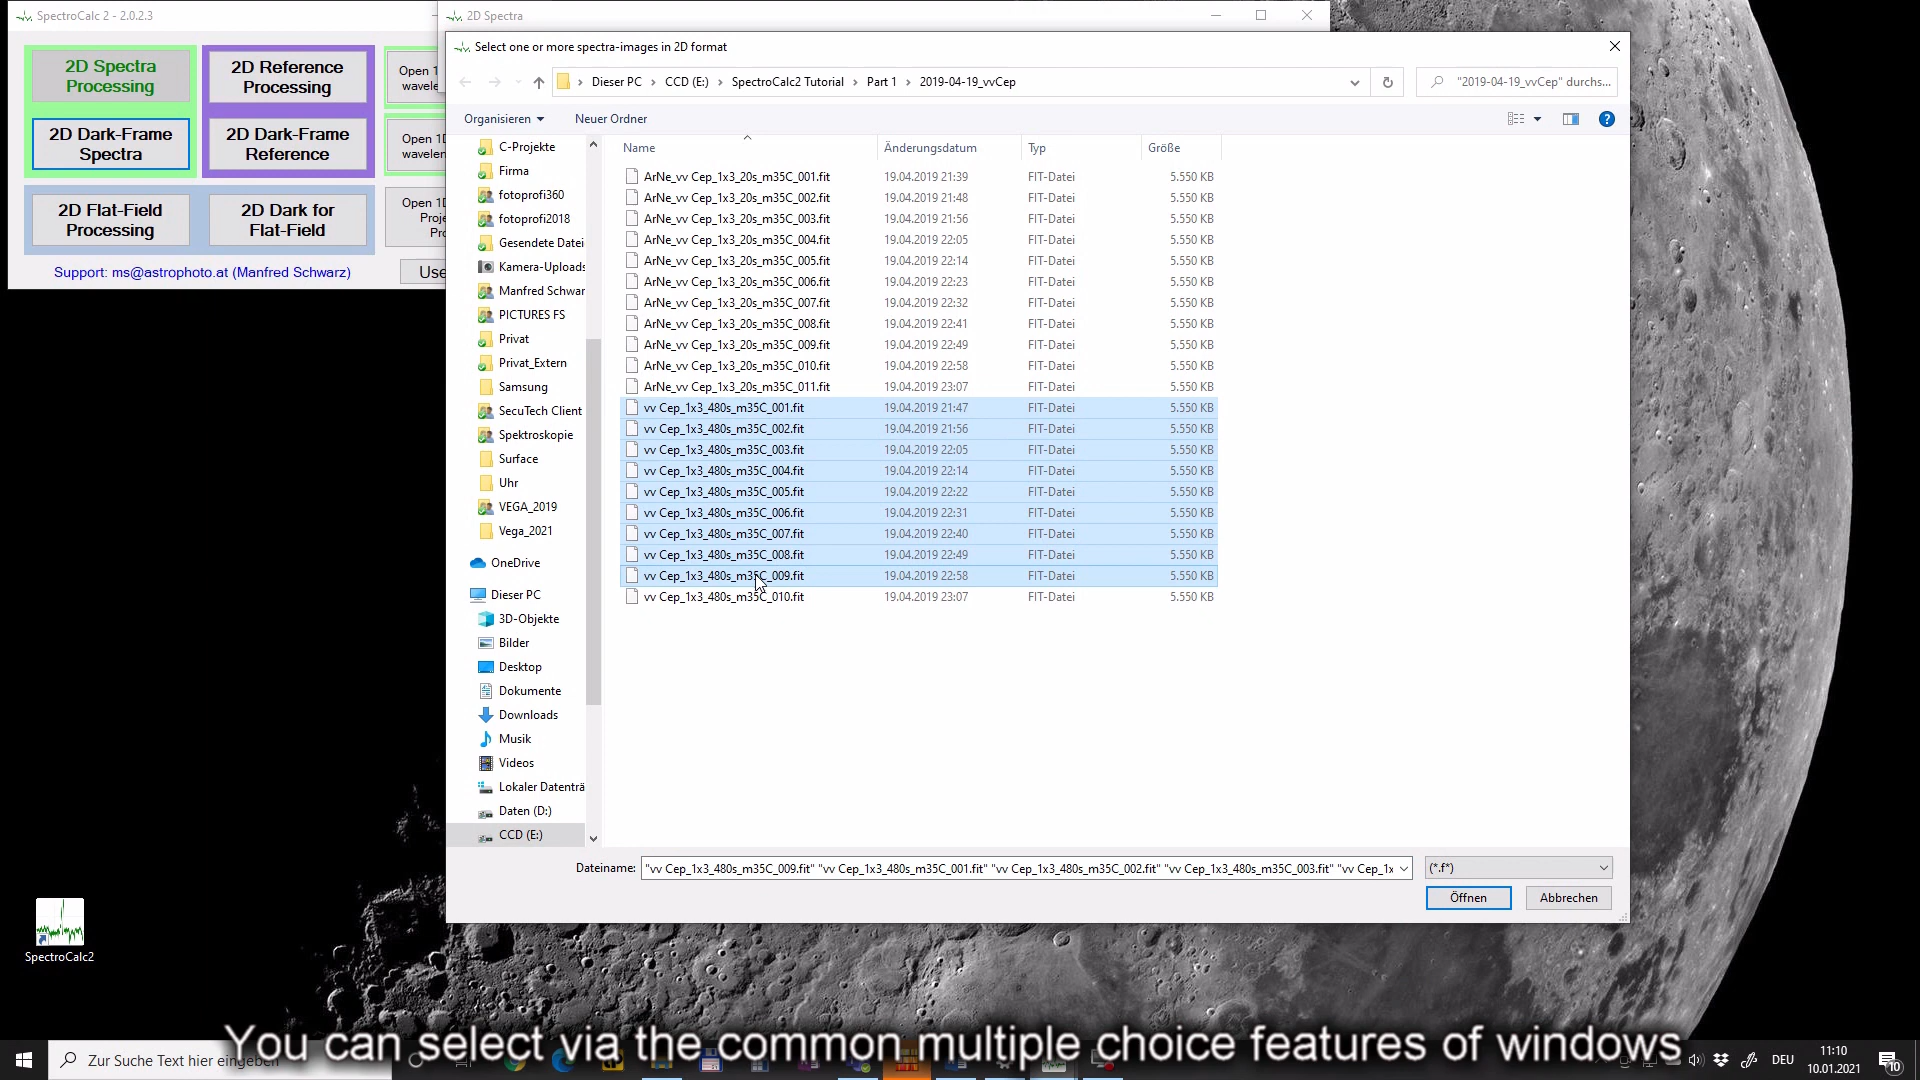 SpectroCalc 2 - 2.0.2.3
2D Spectra
2D Spectra
Processing
2D Reference
Processing
Open 1
wavele
2D Dark-Frame
Spectra
2D Dark-Frame
Reference
Open 1D
wavelen
2D Flat-Field
Processing
2D Dark for
Flat-Field
Open 1D
Proje
Pro
Support: ms@astrophoto.at (Manfred Schwarz)
Use
Select one or more spectra-images in 2D format
Dieser PC > CCD (E:) > SpectroCalc2 Tutorial > Part 1 > 2019-04-19_vvCep
"2019-04-19_vvCep" durchs...
Organisieren
Neuer Ordner
C-Projekte
Firma
fotoprofi360
fotoprofi2018
Gesendete Datei
Kamera-Uploads
Manfred Schwar
PICTURES FS
Privat
Privat_Extern
Samsung
SecuTech Client
Spektroskopie
Surface
Uhr
VEGA_2019
Vega_2021
OneDrive
Dieser PC
3D-Objekte
Bilder
Desktop
Dokumente
Downloads
Musik
Videos
Lokaler Datenträ
Daten (D:)
CCD (E:)
Name Änderungsdatum Typ Größe
ArNe_vv Cep_1x3_20s_m35C_001.fit 19.04.2019 21:39 FIT-Datei 5.550 KB
ArNe_vv Cep_1x3_20s_m35C_002.fit 19.04.2019 21:48 FIT-Datei 5.550 KB
ArNe_vv Cep_1x3_20s_m35C_003.fit 19.04.2019 21:56 FIT-Datei 5.550 KB
ArNe_vv Cep_1x3_20s_m35C_004.fit 19.04.2019 22:05 FIT-Datei 5.550 KB
ArNe_vv Cep_1x3_20s_m35C_005.fit 19.04.2019 22:14 FIT-Datei 5.550 KB
ArNe_vv Cep_1x3_20s_m35C_006.fit 19.04.2019 22:23 FIT-Datei 5.550 KB
ArNe_vv Cep_1x3_20s_m35C_007.fit 19.04.2019 22:32 FIT-Datei 5.550 KB
ArNe_vv Cep_1x3_20s_m35C_008.fit 19.04.2019 22:41 FIT-Datei 5.550 KB
ArNe_vv Cep_1x3_20s_m35C_009.fit 19.04.2019 22:49 FIT-Datei 5.550 KB
ArNe_vv Cep_1x3_20s_m35C_010.fit 19.04.2019 22:58 FIT-Datei 5.550 KB
ArNe_vv Cep_1x3_20s_m35C_011.fit 19.04.2019 23:07 FIT-Datei 5.550 KB
vv Cep_1x3_480s_m35C_001.fit 19.04.2019 21:47 FIT-Datei 5.550 KB
vv Cep_1x3_480s_m35C_002.fit 19.04.2019 21:56 FIT-Datei 5.550 KB
vv Cep_1x3_480s_m35C_003.fit 19.04.2019 22:05 FIT-Datei 5.550 KB
vv Cep_1x3_480s_m35C_004.fit 19.04.2019 22:14 FIT-Datei 5.550 KB
vv Cep_1x3_480s_m35C_005.fit 19.04.2019 22:22 FIT-Datei 5.550 KB
vv Cep_1x3_480s_m35C_006.fit 19.04.2019 22:31 FIT-Datei 5.550 KB
vv Cep_1x3_480s_m35C_007.fit 19.04.2019 22:40 FIT-Datei 5.550 KB
vv Cep_1x3_480s_m35C_008.fit 19.04.2019 22:49 FIT-Datei 5.550 KB
vv Cep_1x3_480s_m35C_009.fit 19.04.2019 22:58 FIT-Datei 5.550 KB
vv Cep_1x3_480s_m35C_010.fit 19.04.2019 23:07 FIT-Datei 5.550 KB
Dateiname: "vv Cep_1x3_480s_m35C_009.fit" "vv Cep_1x3_480s_m35C_001.fit" "vv Cep_1x3_480s_m35C_002.fit" "vv Cep_1x3_480s_m35C_003.fit" "vv Cep_1x
(*.f*)
Öffnen
Abbrechen
SpectroCalc2
You can select via the common multiple choice features of windows
Zur Suche Text hier eingeben
DEU
11:10
10.01.2021
10